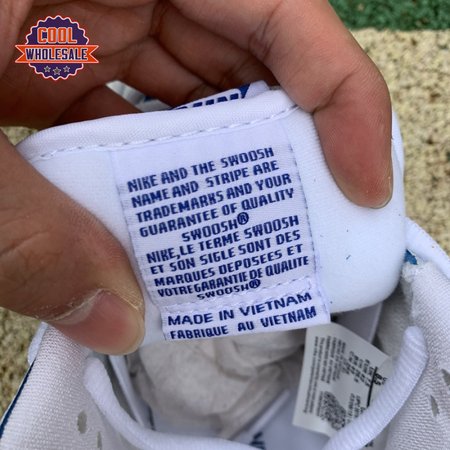 COOL
WHOLESALE
NIKE AND THE SWOOSH
NAME AND STRIPE ARE
TRADEMARKS AND YOUR
GUARANTEE OF QUALITY
SWOOSH®
NIKE,LE TERME SWOOSH
ET SON SIGLE SONT DES
MARQUES DEPOSEES ET
VOTRE GARANTIE DE QUALITE
SWOOSH®
MADE IN VIETNAM
FABRIQUE AU VIETNAM